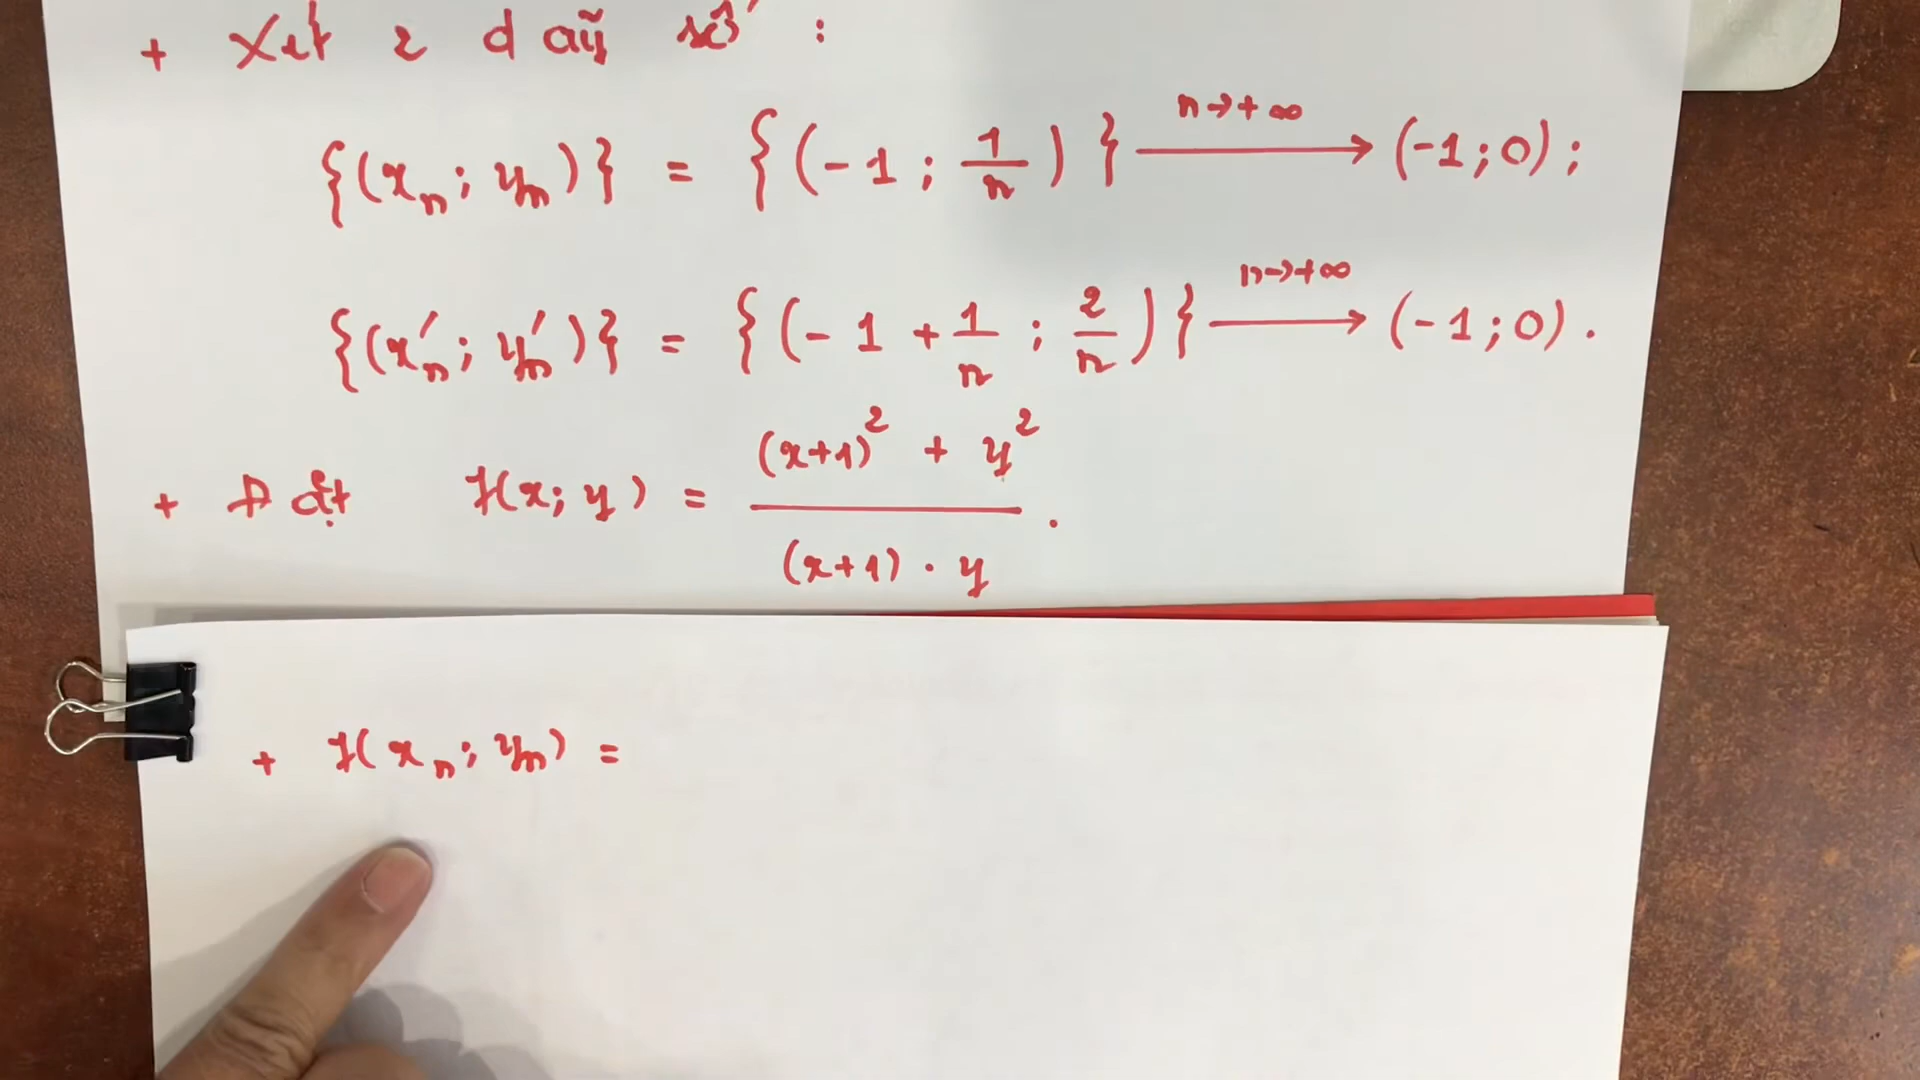 + Xét 2 dãy số :
{(xₙ; yₙ)} = {(-1 ; 1/n)} n→+∞ ⟶ (-1;0) ;
{(x'ₙ; y'ₙ)} = {(-1 + 1/n ; 2/n)} n→+∞ ⟶ (-1;0) .
+ Đặt f(x; y) = ((x+1)² + y²) / ((x+1) · y) .
+ f(xₙ; yₙ) =